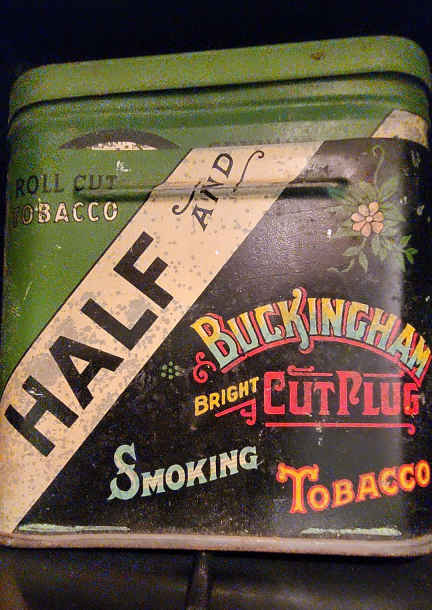 ROLL CUT
TOBACCO
HALF AND
BUCKINGHAM
BRIGHT CUT PLUG
SMOKING
TOBACCO